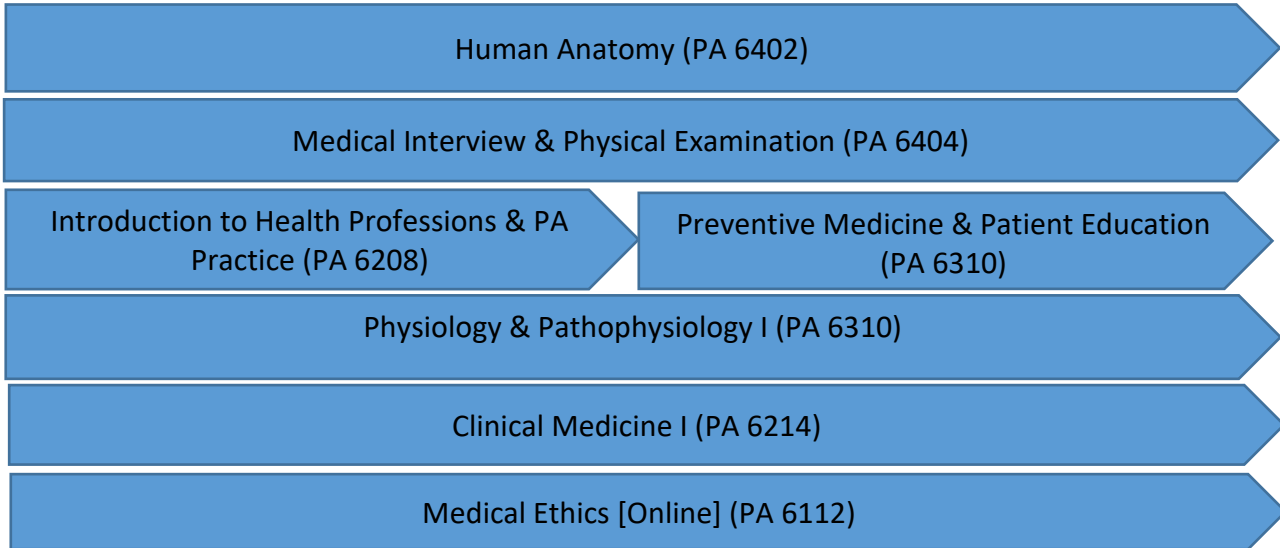 Human Anatomy (PA 6402)
Medical Interview & Physical Examination (PA 6404)
Introduction to Health Professions & PA
Practice (PA 6208)
Preventive Medicine & Patient Education
(PA 6310)
Physiology & Pathophysiology I (PA 6310)
Clinical Medicine I (PA 6214)
Medical Ethics [Online] (PA 6112)